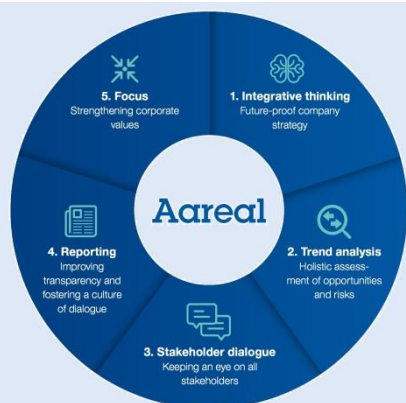 5. Focus
Strengthening corporate
values
1. Integrative thinking
Future-proof company
strategy
Aareal
4. Reporting
Improving
transparency and
fostering a culture
of dialogue
2. Trend analysis
Holistic assess-
ment of opportunities
and risks
3. Stakeholder dialogue
Keeping an eye on all
stakeholders